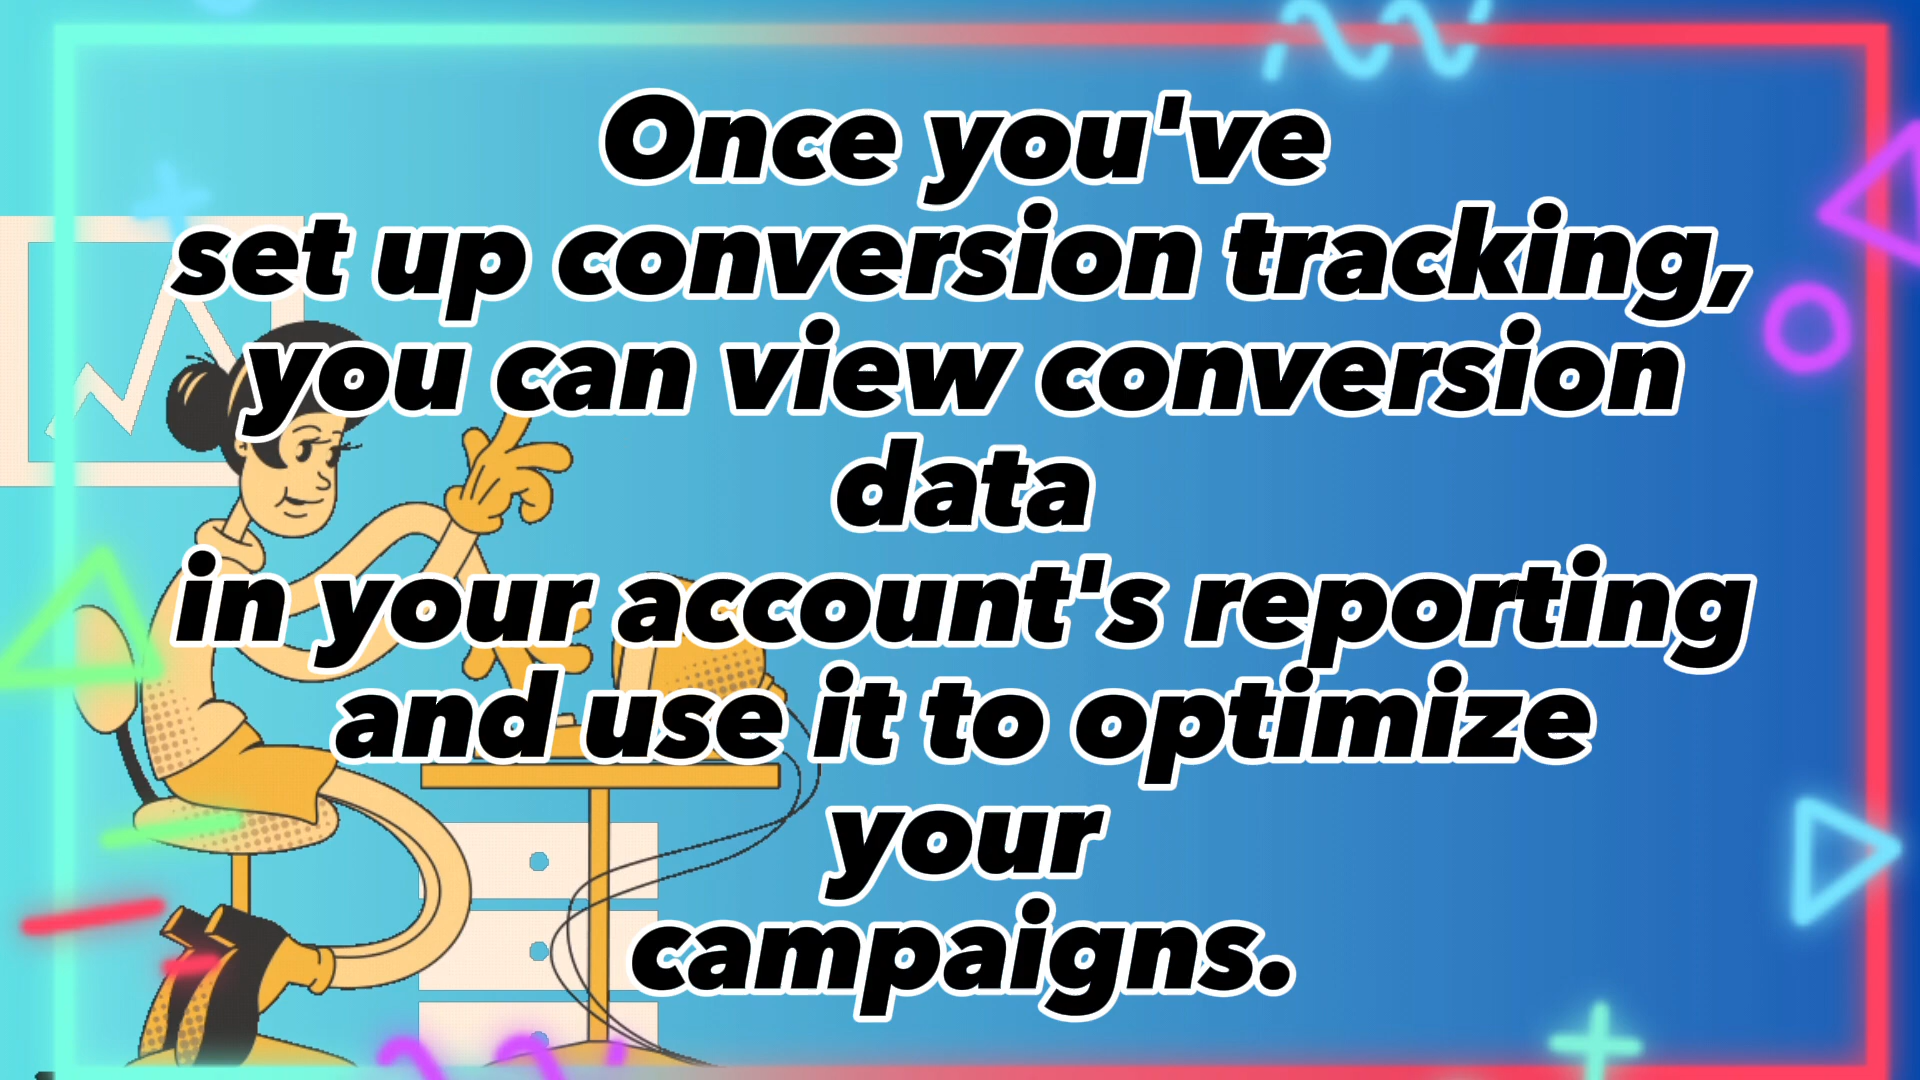 Once you've
set up conversion tracking,
you can view conversion
data
in your account's reporting
and use it to optimize
your
campaigns.